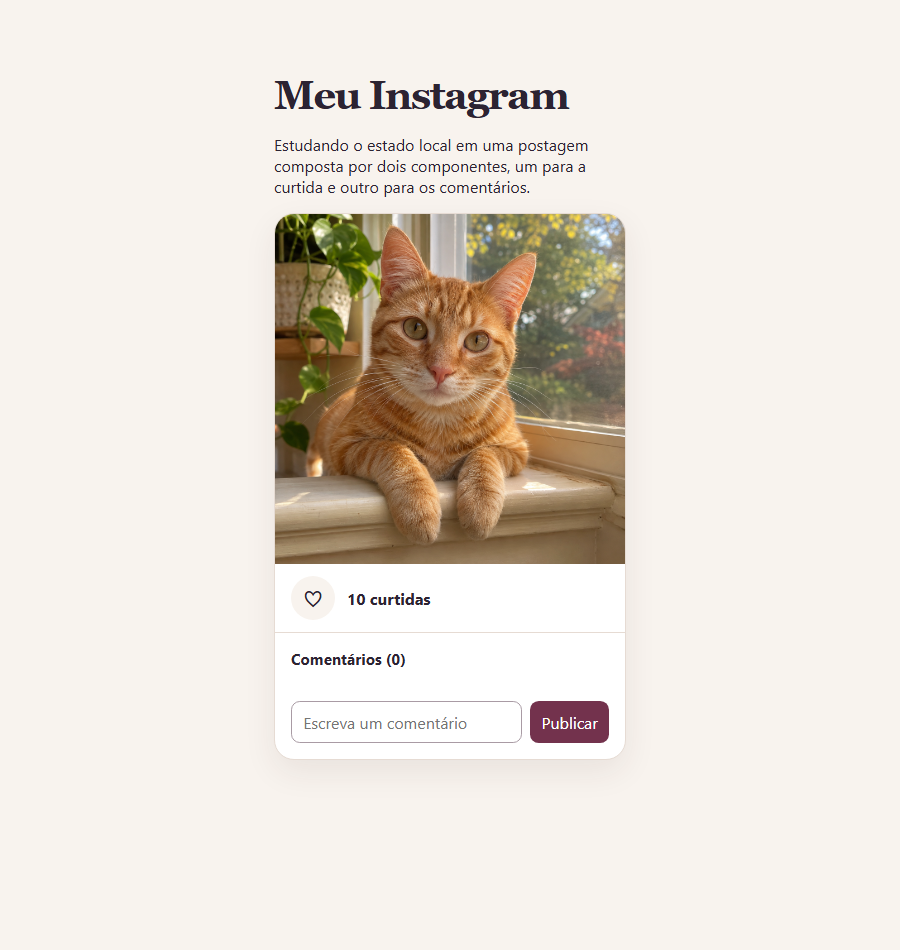 Meu Instagram
Estudando o estado local em uma postagem
composta por dois componentes, um para a
curtida e outro para os comentários.
10 curtidas
Comentários (0)
Escreva um comentário
Publicar